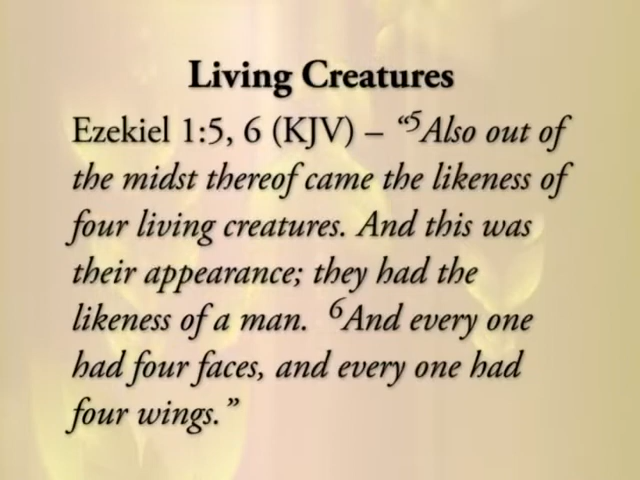 Living Creatures
Ezekiel 1:5, 6 (KJV) – “⁵Also out of
the midst thereof came the likeness of
four living creatures. And this was
their appearance; they had the
likeness of a man.  ⁶And every one
had four faces, and every one had
four wings.”